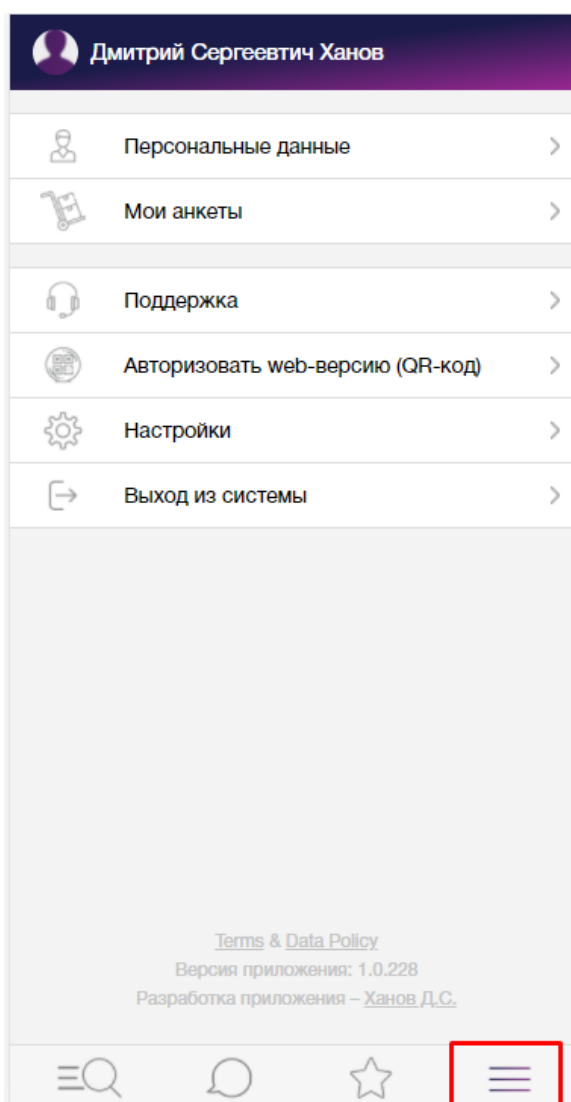 Дмитрий Сергеевтич Ханов
Персональные данные
Мои анкеты
Поддержка
Авторизовать web-версию (QR-код)
Настройки
Выход из системы
Terms & Data Policy
Версия приложения: 1.0.228
Разработка приложения – Ханов Д.С.